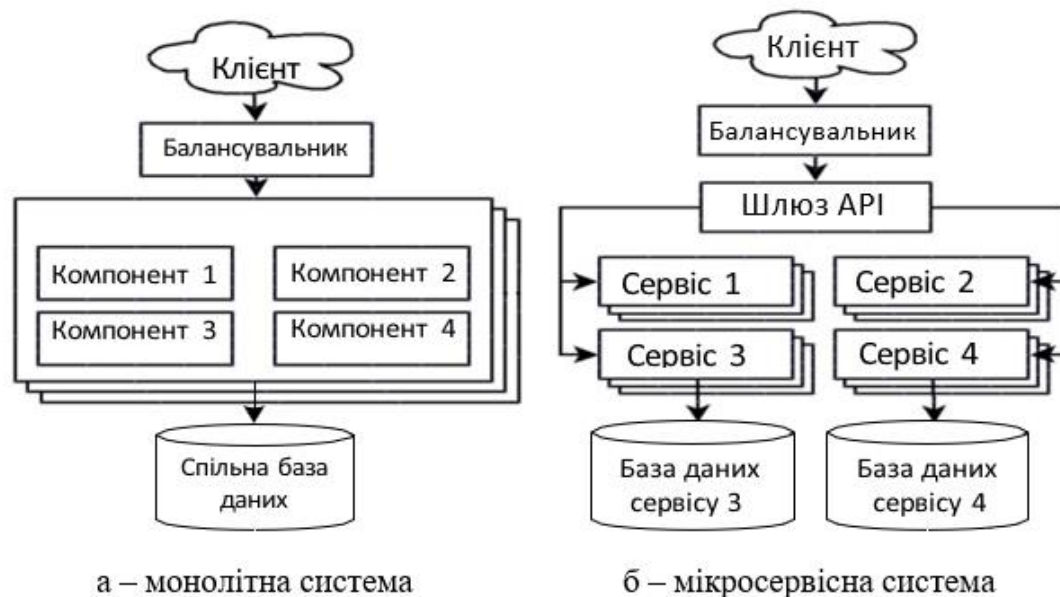 Клієнт
Балансувальник
Компонент 1
Компонент 2
Компонент 3
Компонент 4
Спільна база
даних
а – монолітна система
Клієнт
Балансувальник
Шлюз API
Сервіс 1
Сервіс 2
Сервіс 3
Сервіс 4
База даних
сервісу 3
База даних
сервісу 4
б – мікросервісна система